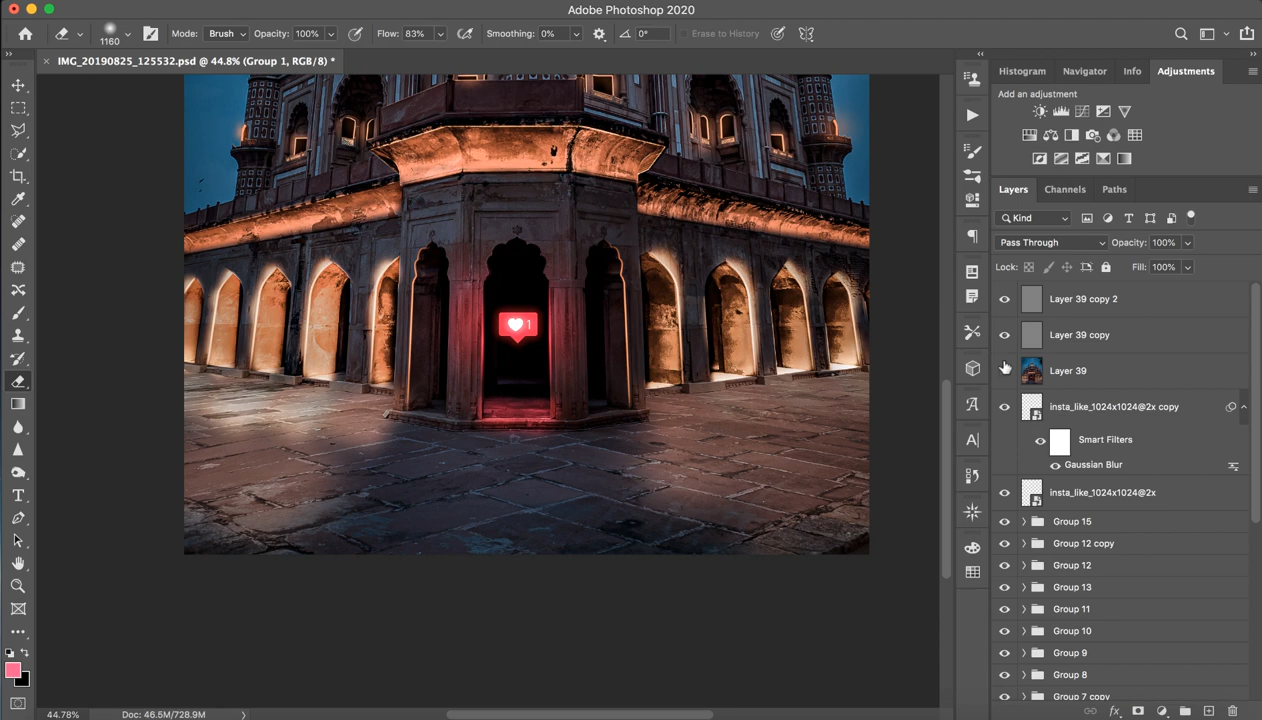 Adobe Photoshop 2020
1160 Mode: Brush Opacity: 100% Flow: 83% Smoothing: 0% 0° Erase to History
IMG_20190825_125532.psd @ 44.8% (Group 1, RGB/8) *
Histogram Navigator Info Adjustments
Add an adjustment
Layers Channels Paths
Kind
Pass Through Opacity: 100%
Lock: Fill: 100%
Layer 39 copy 2
1
Layer 39 copy
Layer 39
insta_like_1024x1024@2x copy
Smart Filters
Gaussian Blur
insta_like_1024x1024@2x
Group 15
Group 12 copy
Group 12
Group 13
Group 11
Group 10
Group 9
Group 8
Group 7 copy
44.78% Doc: 46.5M/728.9M